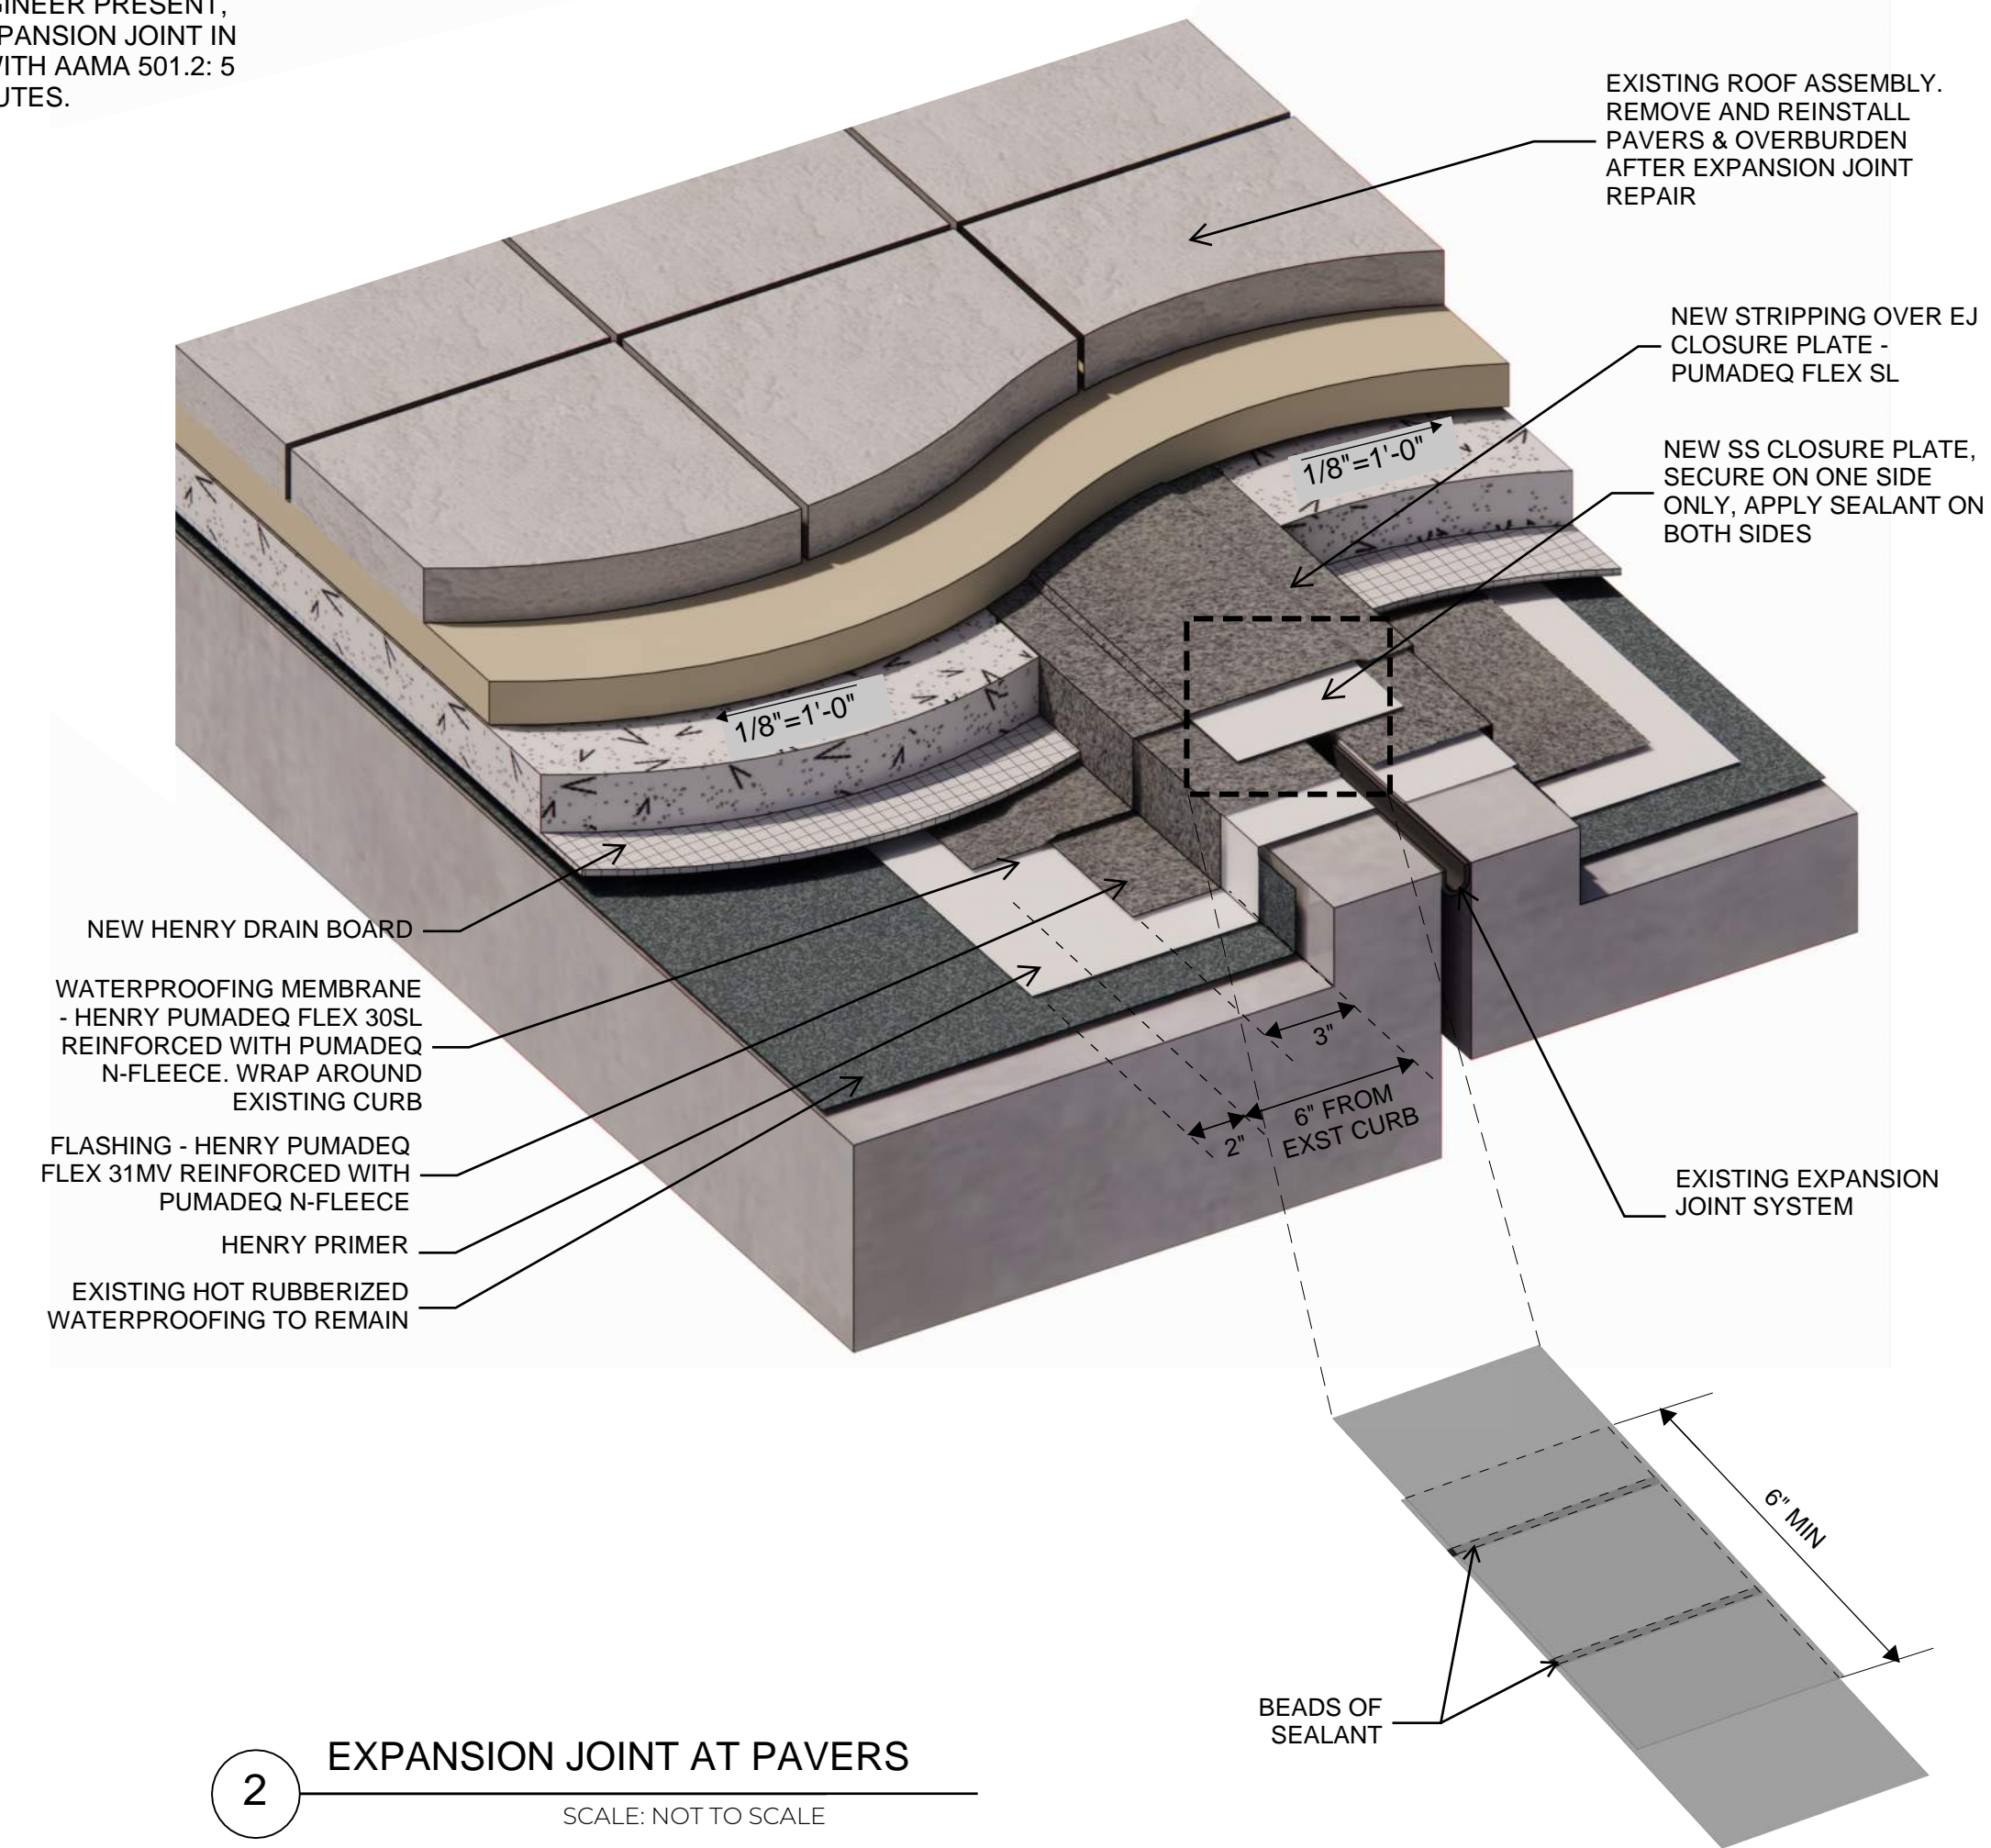 GINEER PRESENT,
PANSION JOINT IN
WITH AAMA 501.2: 5
UTES.
EXISTING ROOF ASSEMBLY.
REMOVE AND REINSTALL
PAVERS & OVERBURDEN
AFTER EXPANSION JOINT
REPAIR
NEW STRIPPING OVER EJ
CLOSURE PLATE -
PUMADEQ FLEX SL
NEW SS CLOSURE PLATE,
SECURE ON ONE SIDE
ONLY, APPLY SEALANT ON
BOTH SIDES
1/8"=1'-0"
1/8"=1'-0"
NEW HENRY DRAIN BOARD
WATERPROOFING MEMBRANE
- HENRY PUMADEQ FLEX 30SL
REINFORCED WITH PUMADEQ
N-FLEECE. WRAP AROUND
EXISTING CURB
FLASHING - HENRY PUMADEQ
FLEX 31MV REINFORCED WITH
PUMADEQ N-FLEECE
HENRY PRIMER
EXISTING HOT RUBBERIZED
WATERPROOFING TO REMAIN
3"
6" FROM
EXST CURB
2"
EXISTING EXPANSION
JOINT SYSTEM
6" MIN
BEADS OF
SEALANT
2
EXPANSION JOINT AT PAVERS
SCALE: NOT TO SCALE